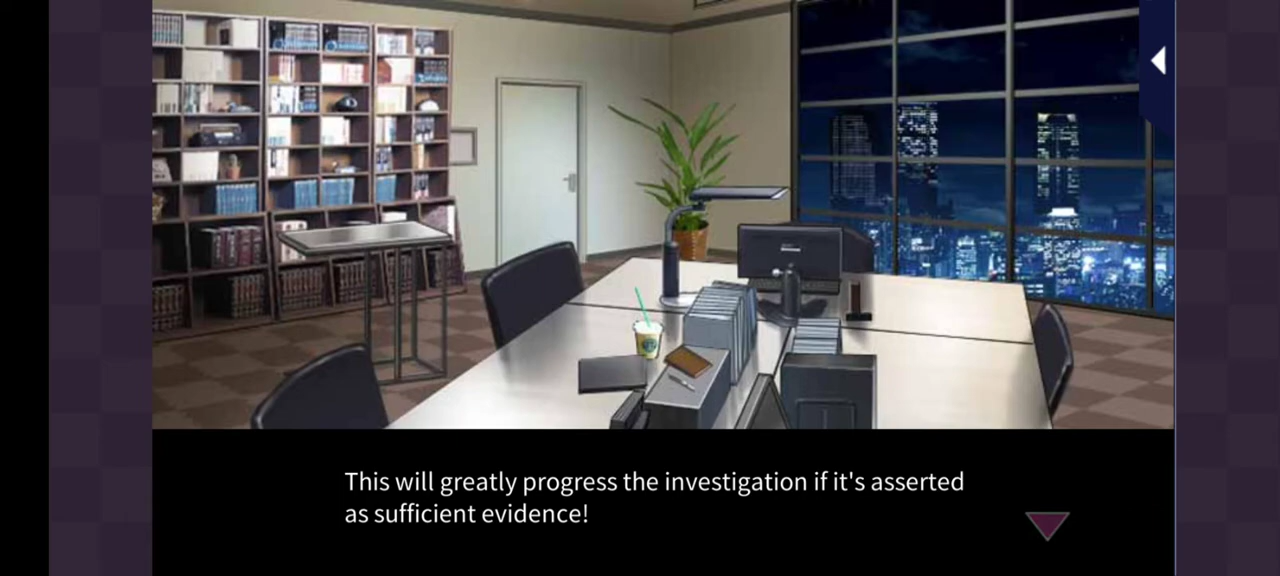 This will greatly progress the investigation if it's asserted
as sufficient evidence!